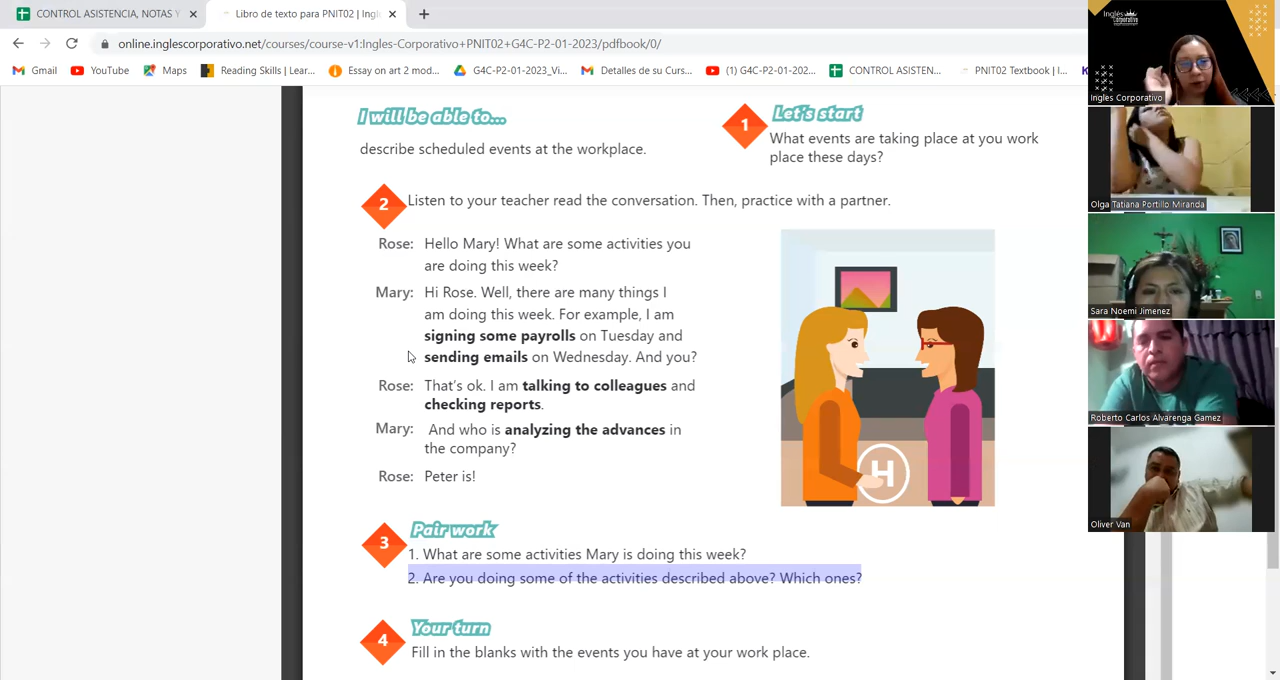 CONTROL ASISTENCIA, NOTAS Y
Libro de texto para PNIT02 | Ingl
online.inglescorporativo.net/courses/course-v1:Ingles-Corporativo+PNIT02+G4C-P2-01-2023/pdfbook/0/
Gmail
YouTube
Maps
Reading Skills | Lear...
Essay on art 2 mod...
G4C-P2-01-2023_Vi...
Detalles de su Curs...
(1) G4C-P2-01-202...
CONTROL ASISTEN...
PNIT02 Textbook | I...
Inglés
Corporativo
Ingles Corporativo
Olga Tatiana Portillo Miranda
Sara Noemi Jimenez
Roberto Carlos Alvarenga Gamez
Oliver Van
I will be able to...
describe scheduled events at the workplace.
1
Let's start
What events are taking place at you work
place these days?
2
Listen to your teacher read the conversation. Then, practice with a partner.
Rose: Hello Mary! What are some activities you
are doing this week?
Mary: Hi Rose. Well, there are many things I
am doing this week. For example, I am
signing some payrolls on Tuesday and
sending emails on Wednesday. And you?
Rose: That's ok. I am talking to colleagues and
checking reports.
Mary: And who is analyzing the advances in
the company?
Rose: Peter is!
H
3
Pair work
1. What are some activities Mary is doing this week?
2. Are you doing some of the activities described above? Which ones?
4
Your turn
Fill in the blanks with the events you have at your work place.